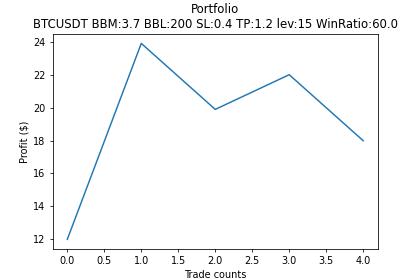 Portfolio
BTCUSDT BBM:3.7 BBL:200 SL:0.4 TP:1.2 lev:15 WinRatio:60.0
24
22
20
18
16
14
12
Profit ($)
0.0 0.5 1.0 1.5 2.0 2.5 3.0 3.5 4.0
Trade counts